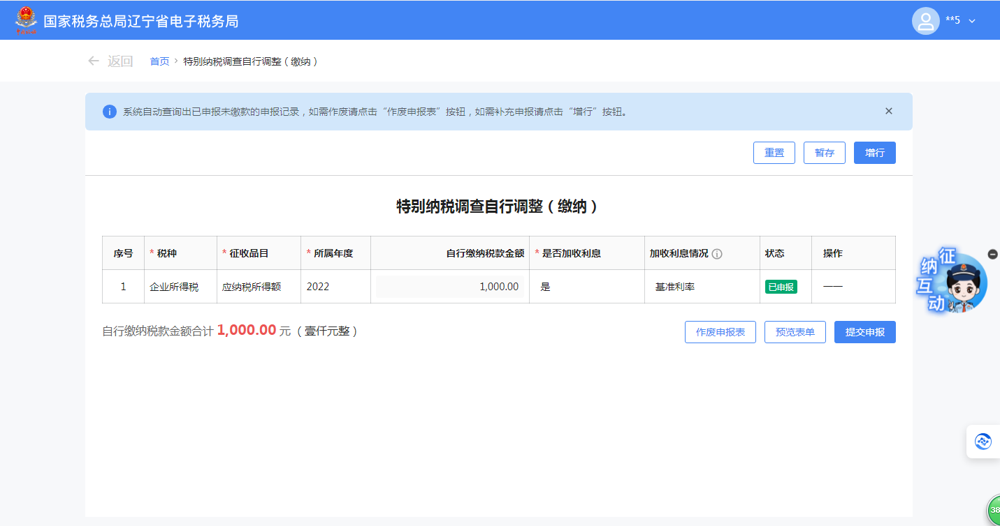 国家税务总局辽宁省电子税务局
**5
返回 首页 > 特别纳税调查自行调整（缴纳）
系统自动查询出已申报未缴款的申报记录，如需作废请点击“作废申报表”按钮，如需补充申报请点击“增行”按钮。
重置 暂存 增行
特别纳税调查自行调整（缴纳）
序号 * 税种 * 征收品目 * 所属年度 自行缴纳税款金额 * 是否加收利息 加收利息情况 状态 操作
1 企业所得税 应纳税所得额 2022 1,000.00 是 基准利率 已申报 ——
自行缴纳税款金额合计 1,000.00 元（壹仟元整）
作废申报表 预览表单 提交申报
征纳互动
38